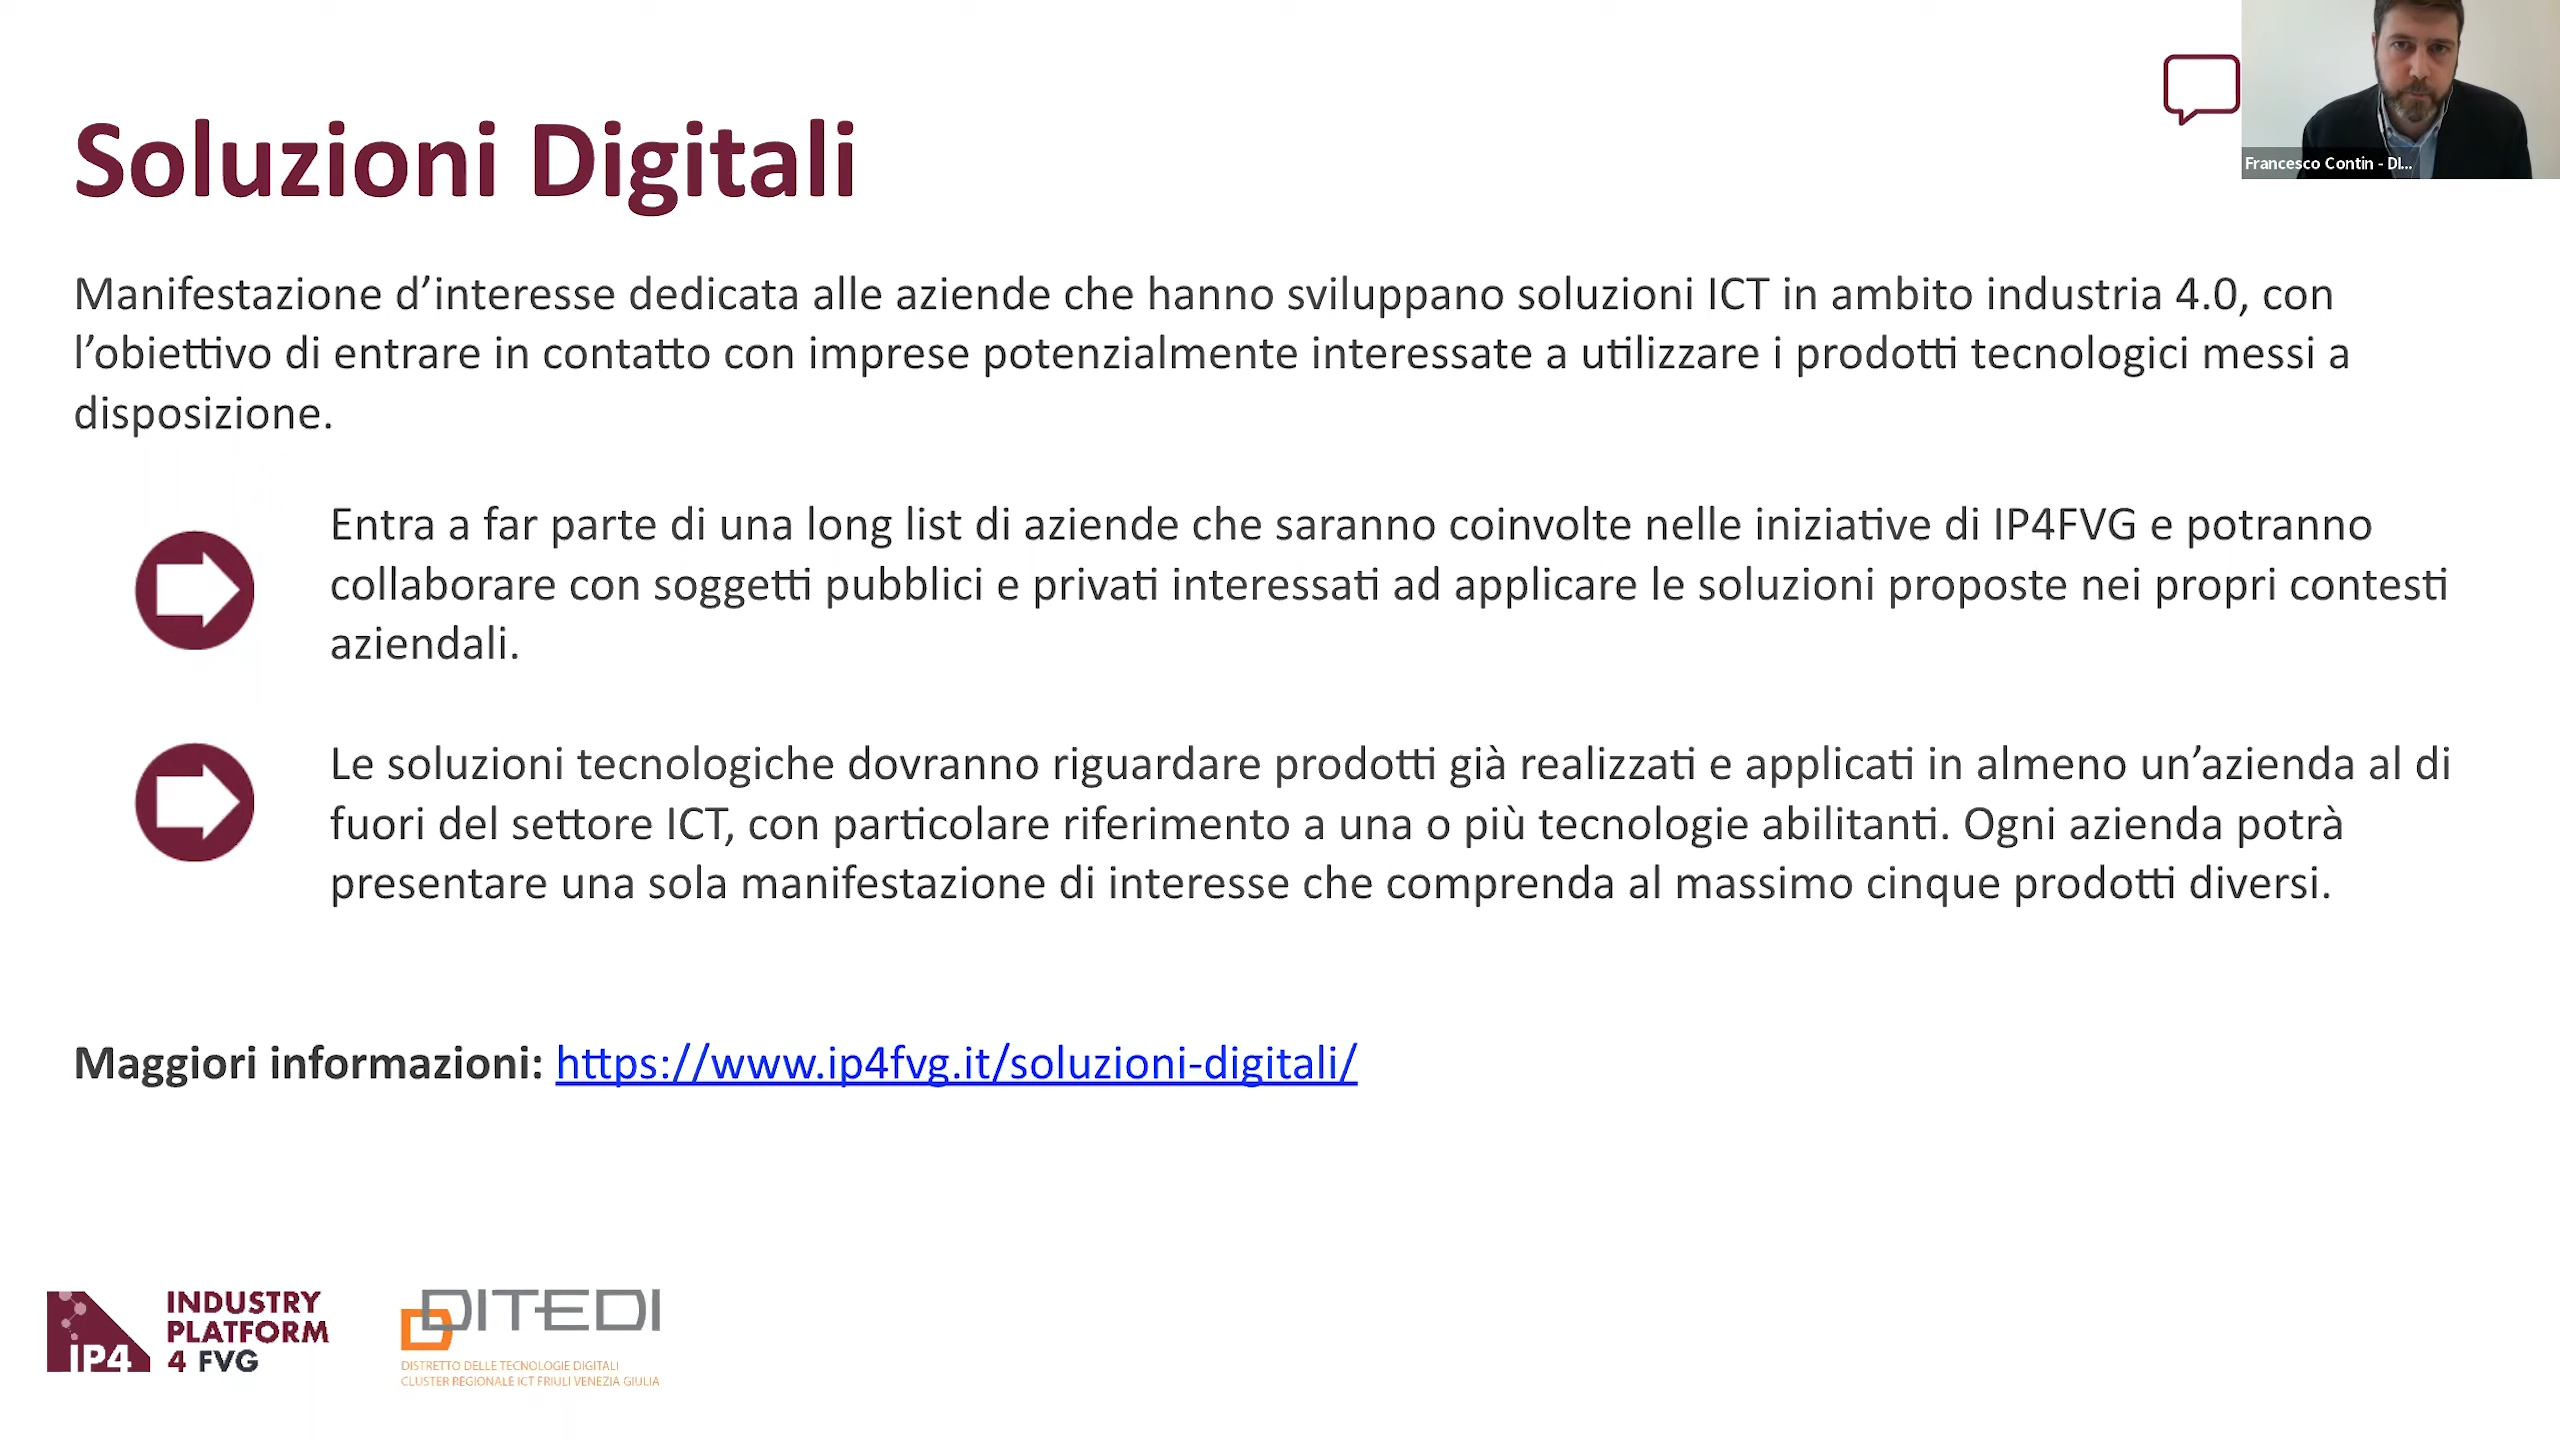 Soluzioni Digitali
Francesco Contin - DI...
Manifestazione d’interesse dedicata alle aziende che hanno sviluppano soluzioni ICT in ambito industria 4.0, con
l’obiettivo di entrare in contatto con imprese potenzialmente interessate a utilizzare i prodotti tecnologici messi a
disposizione.
Entra a far parte di una long list di aziende che saranno coinvolte nelle iniziative di IP4FVG e potranno
collaborare con soggetti pubblici e privati interessati ad applicare le soluzioni proposte nei propri contesti
aziendali.
Le soluzioni tecnologiche dovranno riguardare prodotti già realizzati e applicati in almeno un’azienda al di
fuori del settore ICT, con particolare riferimento a una o più tecnologie abilitanti. Ogni azienda potrà
presentare una sola manifestazione di interesse che comprenda al massimo cinque prodotti diversi.
Maggiori informazioni: https://www.ip4fvg.it/soluzioni-digitali/
IP4
INDUSTRY
PLATFORM
4 FVG
DITEDI
DISTRETTO DELLE TECNOLOGIE DIGITALI
CLUSTER REGIONALE ICT FRIULI VENEZIA GIULIA